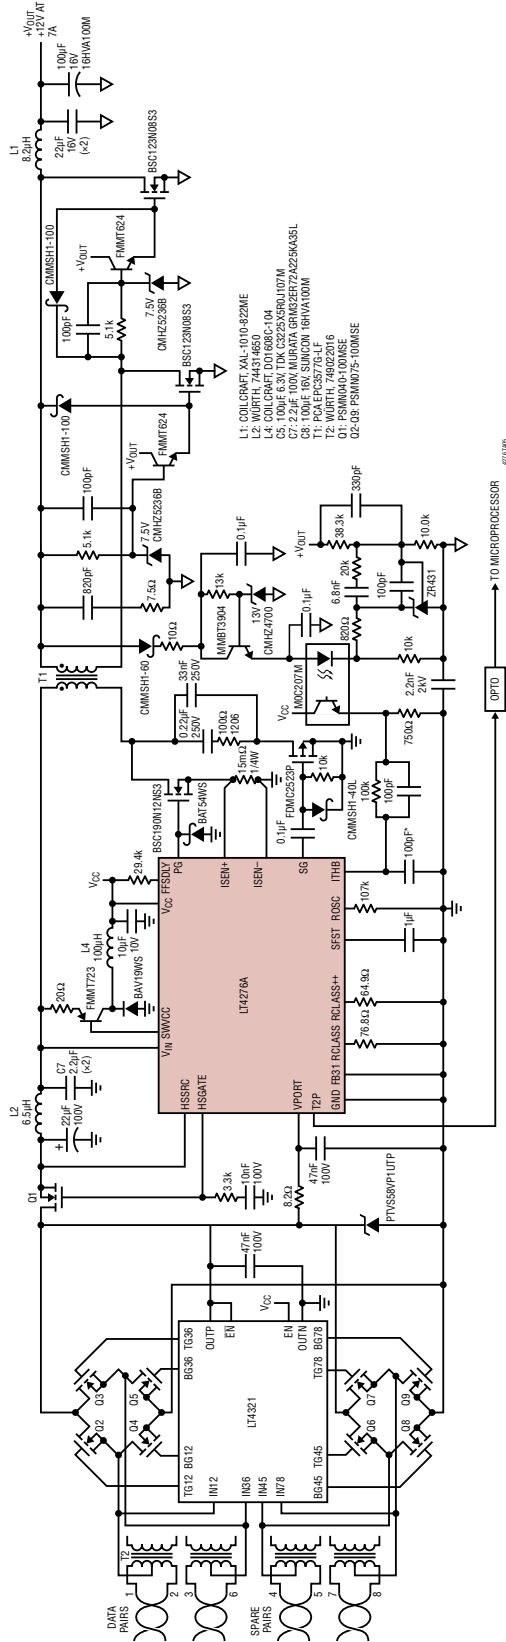 DATA
PAIRS
1
2
3
6
SPARE
PAIRS
4
5
7
8
T2
Q2
Q3
Q4
Q5
Q6
Q7
Q8
Q9
TG12
BG12
BG36
TG36
IN12
IN36
IN45
IN78
LT4321
OUTP
EN
EN
OUTN
BG45
TG45
TG78
BG78
VCC
47nF
100V
Q1
3.3k
10nF
100V
8.2Ω
47nF
100V
PTVS58VP1UTP
L2
6.5µH
+
22µF
100V
C7
2.2µF
(×2)
20Ω
FMMT723
L4
100µH
BAV19WS
10µF
10V
VCC
29.4k
HSSRC
HSGATE
VIN
SWVCC
VCC
FFSDLY
PG
ISEN+
ISEN–
SG
VPORT
T2P
LT4276A
GND
FB31
RCLASS
RCLASS++
SFST
ROSC
ITHB
76.8Ω
64.9Ω
1µF
107k
100pF*
BSC190N12NS3
BAT54WS
15mΩ
1/4W
0.22µF
250V
100Ω
1206
33nF
250V
0.1µF
FDMC2523P
10k
CMMSH1-40L
100k
100pF
750Ω
2.2nF
2kV
T1
CMMSH1-60
10Ω
VCC
MOC207M
MMBT3904
13k
13V
CMHZ4700
0.1µF
0.1µF
820Ω
10k
6.8nF
20k
100pF
ZR431
+VOUT
38.3k
330pF
10.0k
820pF
7.5Ω
5.1k
100pF
7.5V
CMHZ5236B
+VOUT
FMMT624
CMMSH1-100
BSC123N08S3
100pF
5.1k
CMMSH1-100
+VOUT
FMMT624
7.5V
CMHZ5236B
BSC123N08S3
L1
8.2µH
22µF
16V
(×2)
100µF
16V
16HVA100M
+VOUT
+12V AT
7A
L1: COILCRAFT, XAL-1010-822ME
L2: WÜRTH, 744314650
L4: COILCRAFT, DO1608C-104
C5, 100µF, 6.3V, TDK C3225X5R0J107M
C7: 2.2µF, 100V, MURATA GRM32ER72A225KA35L
C8: 100µF 16V, SUNCON 16HVA100M
T1: PCA EPC3577G-LF
T2: WÜRTH, 749022016
Q1: PSMN040-100MSE
Q2-Q9: PSMN075-100MSE
OPTO
TO MICROPROCESSOR